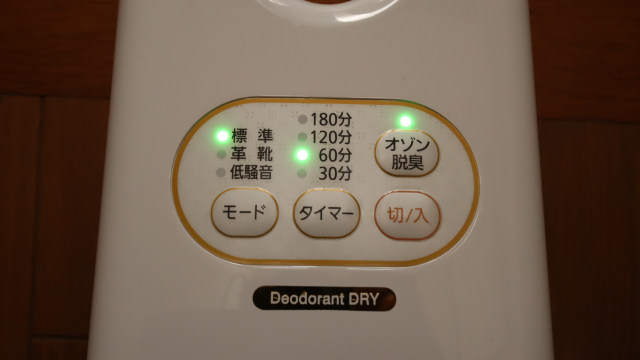 標準
革靴
低騒音
180分
120分
60分
30分
オゾン
脱臭
モード
タイマー
切/入
Deodorant DRY